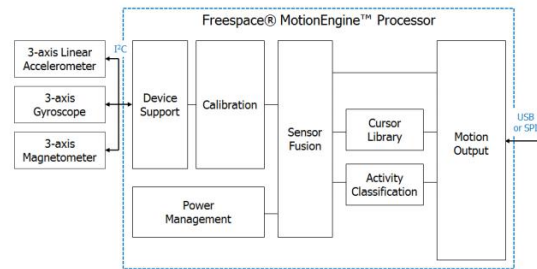 Freespace® MotionEngine™ Processor
3-axis Linear
Accelerometer
3-axis
Gyroscope
3-axis
Magnetometer
I²C
Device
Support
Calibration
Power
Management
Sensor
Fusion
Cursor
Library
Activity
Classification
Motion
Output
USB
or SPI